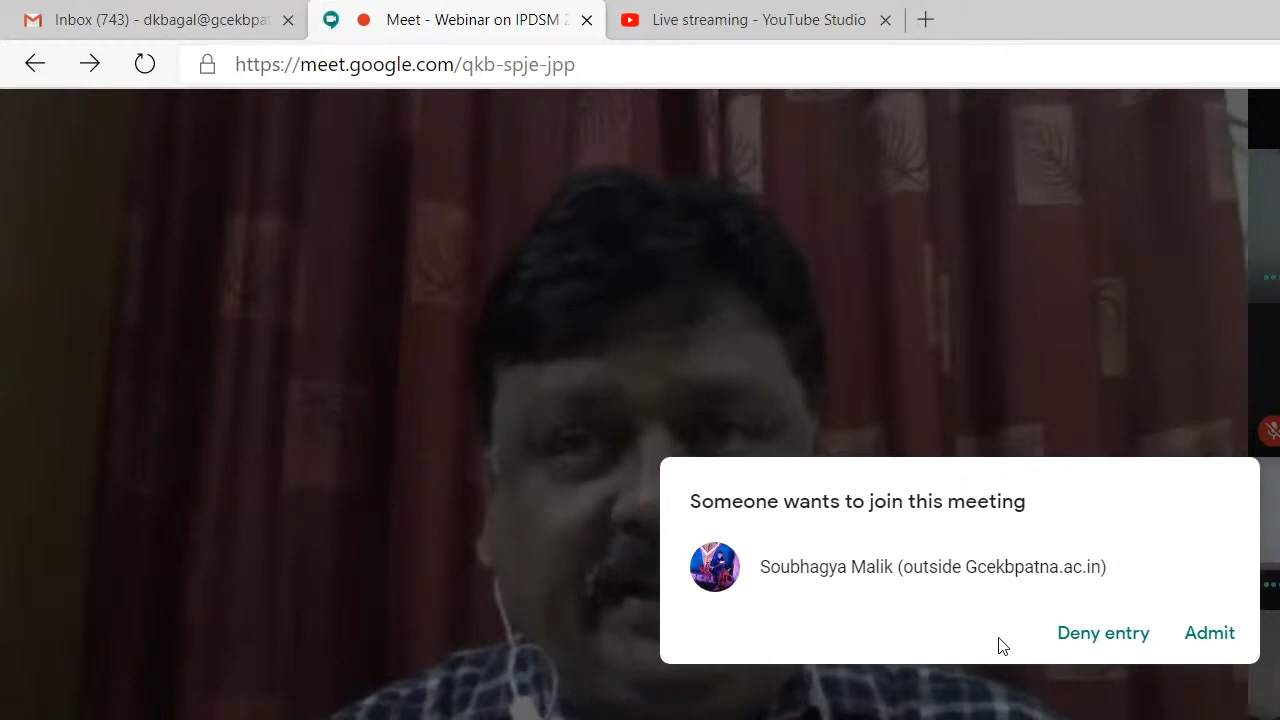 Inbox (743) - dkbagal@gcekbpat
Meet - Webinar on IPDSM 2
Live streaming - YouTube Studio
https://meet.google.com/qkb-spje-jpp
Someone wants to join this meeting
Soubhagya Malik (outside Gcekbpatna.ac.in)
Deny entry
Admit